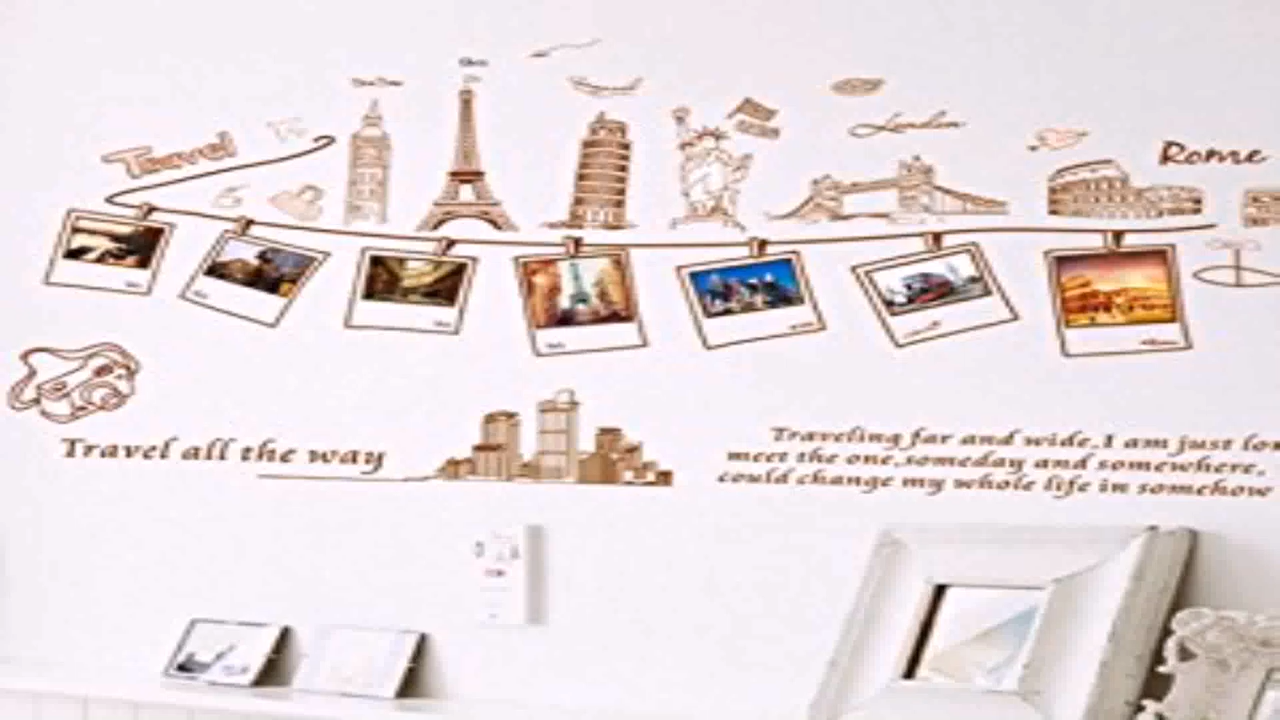 Travel
London
Rome
Travel all the way
Traveling far and wide,I am just
meet the one,someday and somewhere,
could change my whole life in somehow